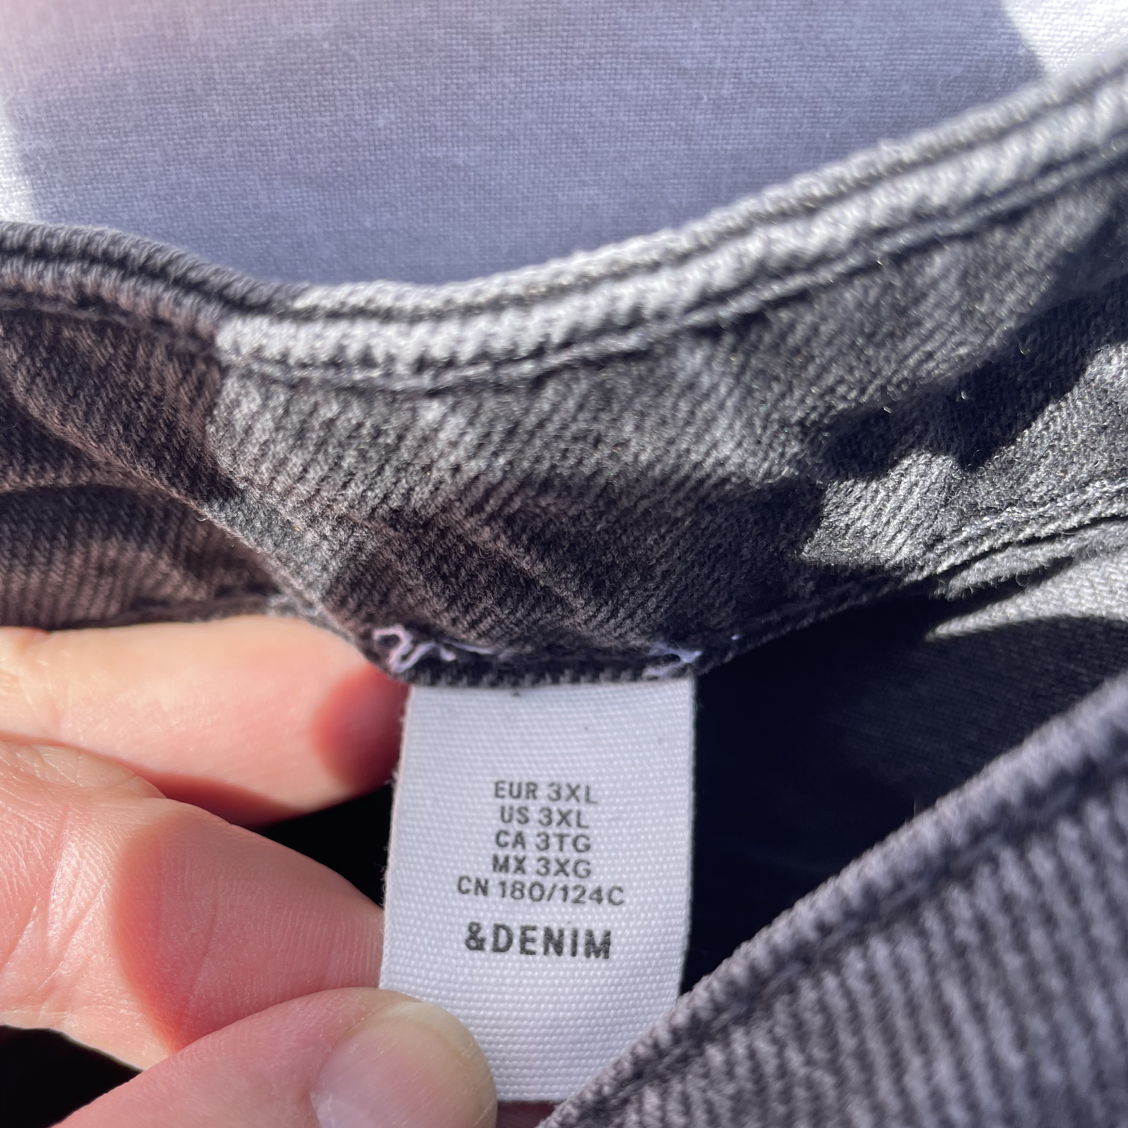 EUR 3XL
US 3XL
CA 3TG
MX 3XG
CN 180/124C
&DENIM